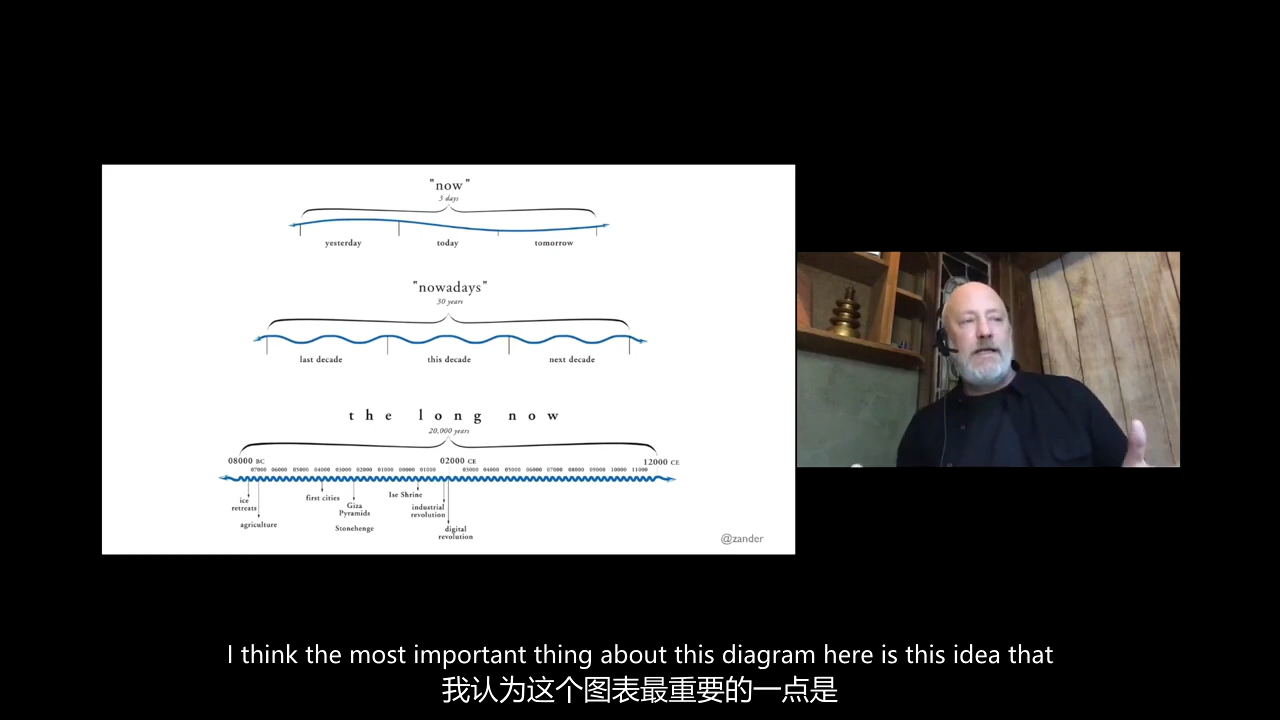 "now"
3 days
yesterday today tomorrow
"nowadays"
30 years
last decade this decade next decade
the long now
20,000 years
08000 BC 02000 CE 12000 CE
07000 06000 05000 04000 03000 02000 01000 00000 01000 03000 04000 05000 06000 07000 08000 09000 10000 11000
ice retreats
agriculture
first cities
Giza Pyramids
Stonehenge
Ise Shrine
industrial revolution
digital revolution
@zander
I think the most important thing about this diagram here is this idea that
我认为这个图表最重要的一点是